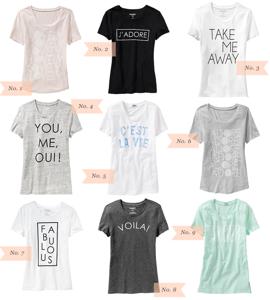 J'ADORE
No. 1
No. 2
TAKE
ME
AWAY
No. 3
YOU,
ME,
OUI!
No. 4
C'EST
LA VIE
No. 5
No. 6
FABULOUS
No. 7
VOILA!
No. 8
No. 9